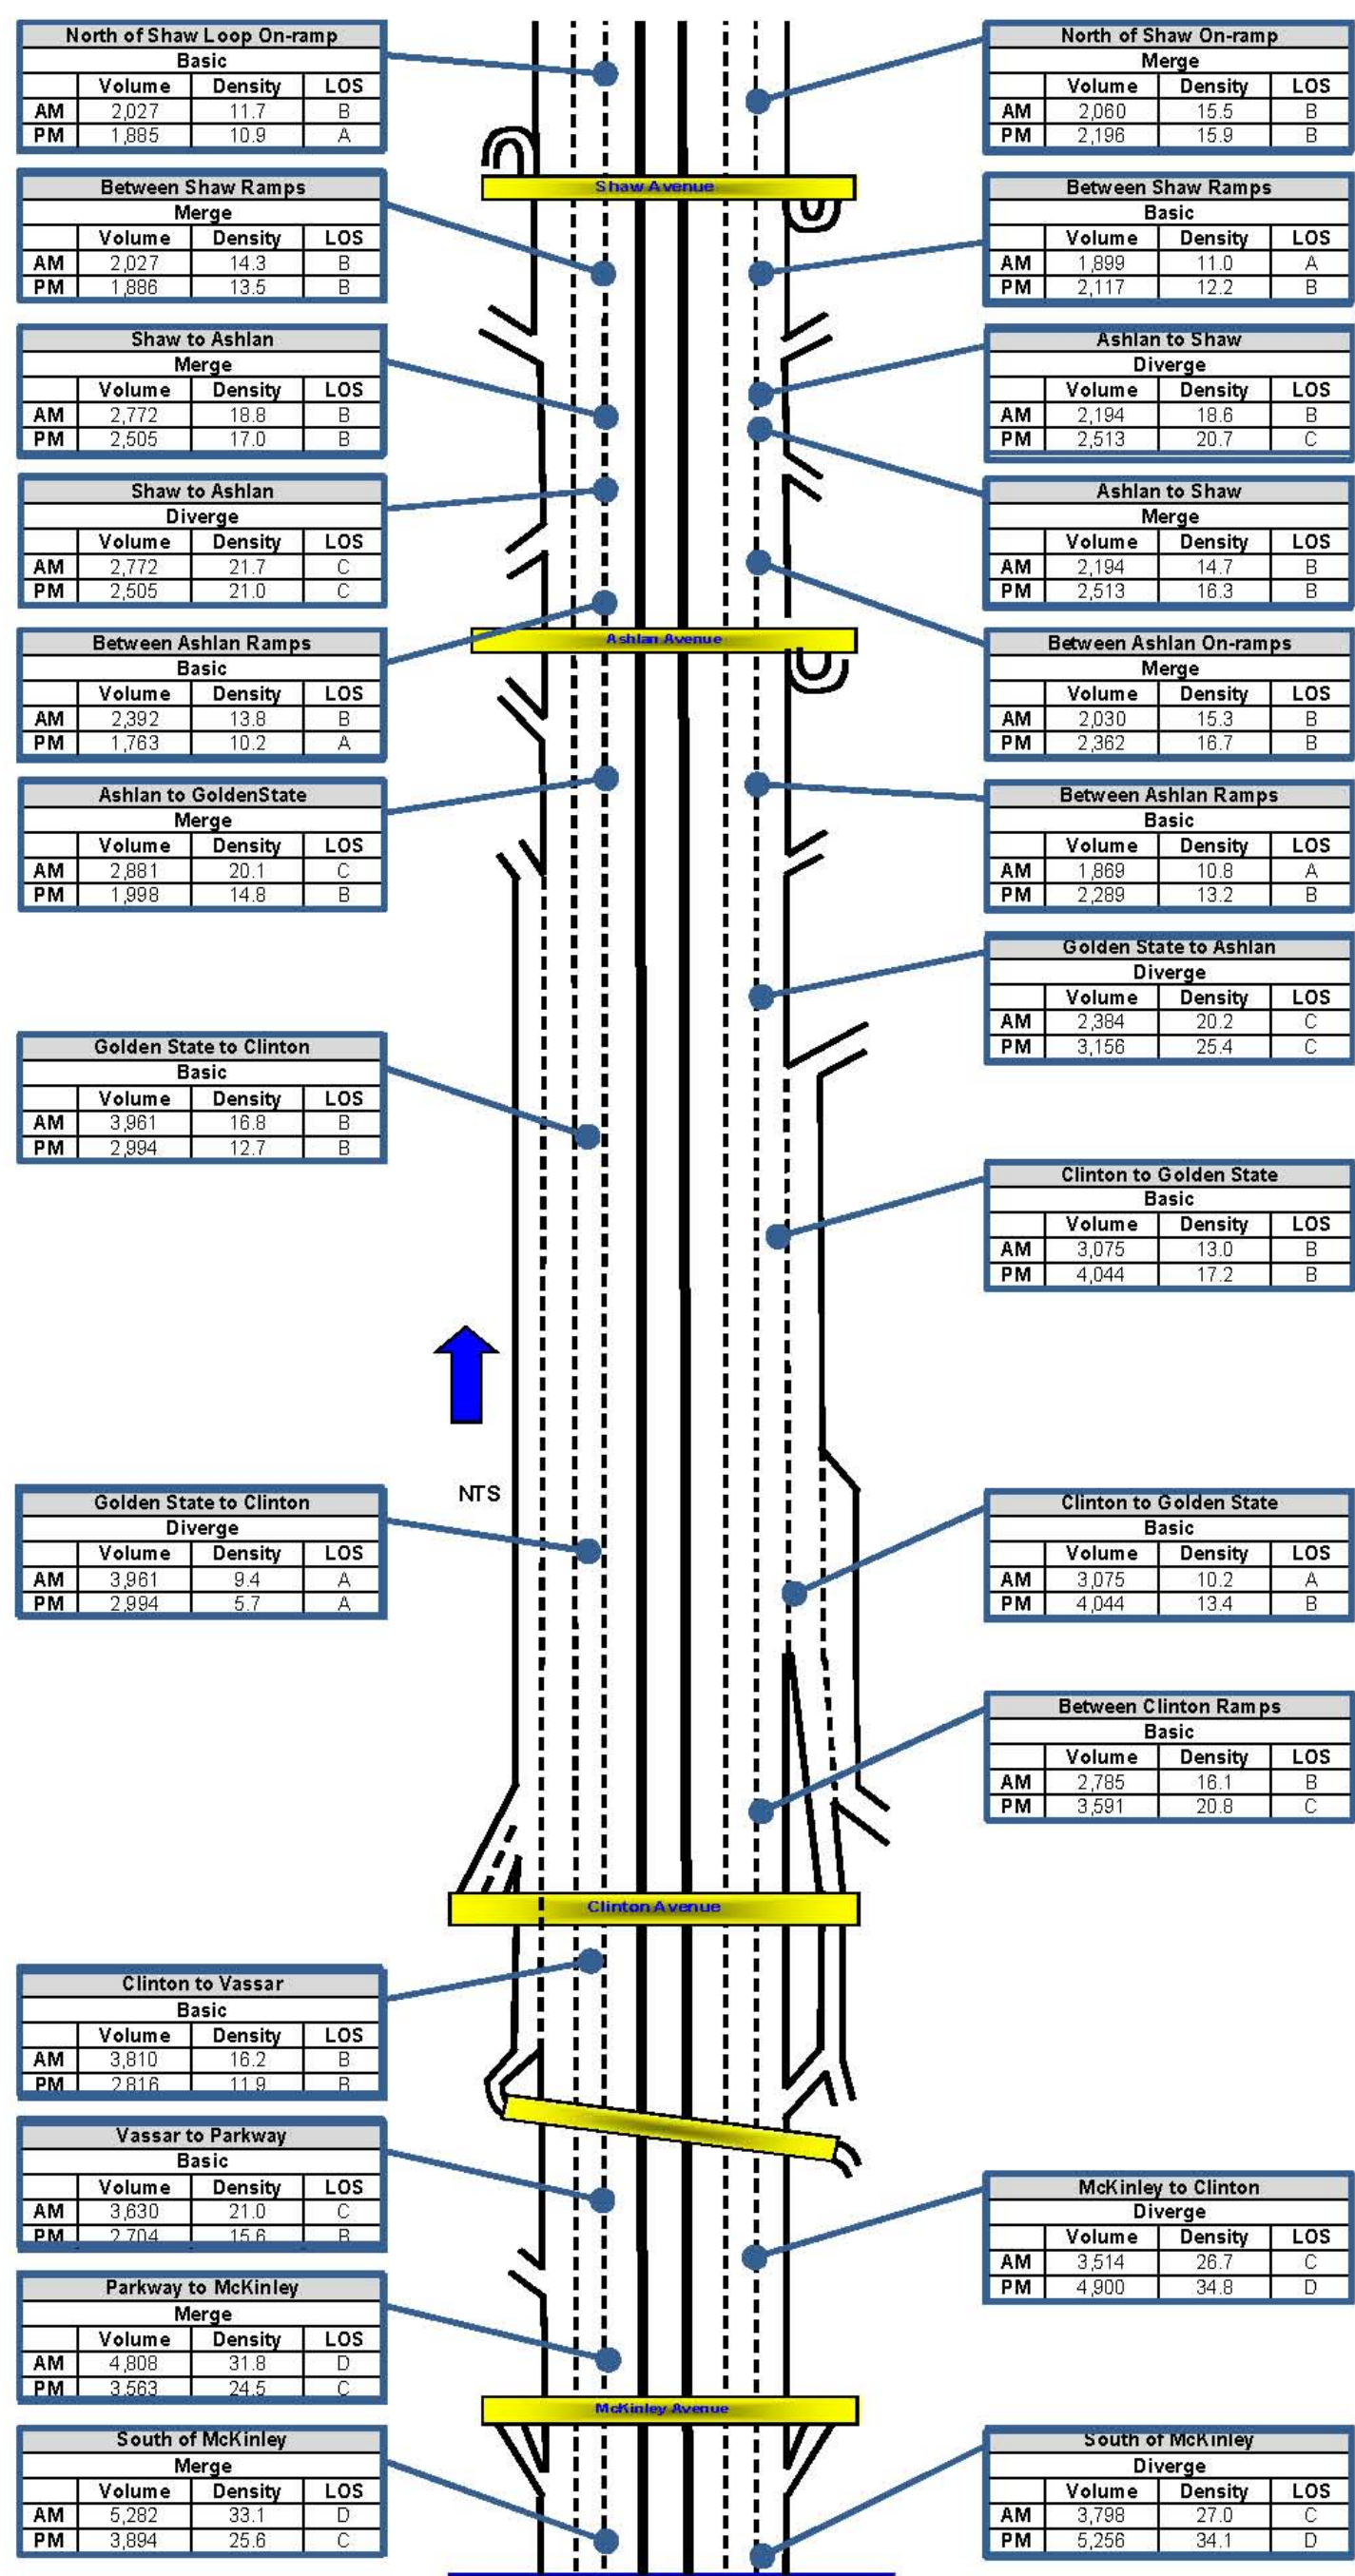 North of Shaw Loop On-ramp
Basic
Volume Density LOS
AM 2,027 11.7 B
PM 1,885 10.9 A
Between Shaw Ramps
Merge
Volume Density LOS
AM 2,027 14.3 B
PM 1,886 13.5 B
Shaw to Ashlan
Merge
Volume Density LOS
AM 2,772 18.8 B
PM 2,505 17.0 B
Shaw to Ashlan
Diverge
Volume Density LOS
AM 2,772 21.7 C
PM 2,505 21.0 C
Between Ashlan Ramps
Basic
Volume Density LOS
AM 2,392 13.8 B
PM 1,763 10.2 A
Ashlan to GoldenState
Merge
Volume Density LOS
AM 2,881 20.1 C
PM 1,998 14.8 B
Golden State to Clinton
Basic
Volume Density LOS
AM 3,961 16.8 B
PM 2,994 12.7 B
Golden State to Clinton
Diverge
Volume Density LOS
AM 3,961 9.4 A
PM 2,994 5.7 A
Clinton to Vassar
Basic
Volume Density LOS
AM 3,810 16.2 B
PM 2,816 11.9 B
Vassar to Parkway
Basic
Volume Density LOS
AM 3,630 21.0 C
PM 2,704 15.6 B
Parkway to McKinley
Merge
Volume Density LOS
AM 4,808 31.8 D
PM 3,563 24.5 C
South of McKinley
Merge
Volume Density LOS
AM 5,282 33.1 D
PM 3,894 25.6 C
Shaw Avenue
Ashlan Avenue
NTS
Clinton Avenue
McKinley Avenue
North of Shaw On-ramp
Merge
Volume Density LOS
AM 2,060 15.5 B
PM 2,196 15.9 B
Between Shaw Ramps
Basic
Volume Density LOS
AM 1,899 11.0 A
PM 2,117 12.2 B
Ashlan to Shaw
Diverge
Volume Density LOS
AM 2,194 18.6 B
PM 2,513 20.7 C
Ashlan to Shaw
Merge
Volume Density LOS
AM 2,194 14.7 B
PM 2,513 16.3 B
Between Ashlan On-ramps
Merge
Volume Density LOS
AM 2,030 15.3 B
PM 2,362 16.7 B
Between Ashlan Ramps
Basic
Volume Density LOS
AM 1,869 10.8 A
PM 2,289 13.2 B
Golden State to Ashlan
Diverge
Volume Density LOS
AM 2,384 20.2 C
PM 3,156 25.4 C
Clinton to Golden State
Basic
Volume Density LOS
AM 3,075 13.0 B
PM 4,044 17.2 B
Clinton to Golden State
Basic
Volume Density LOS
AM 3,075 10.2 A
PM 4,044 13.4 B
Between Clinton Ramps
Basic
Volume Density LOS
AM 2,785 16.1 B
PM 3,591 20.8 C
McKinley to Clinton
Diverge
Volume Density LOS
AM 3,514 26.7 C
PM 4,900 34.8 D
South of McKinley
Diverge
Volume Density LOS
AM 3,798 27.0 C
PM 5,256 34.1 D